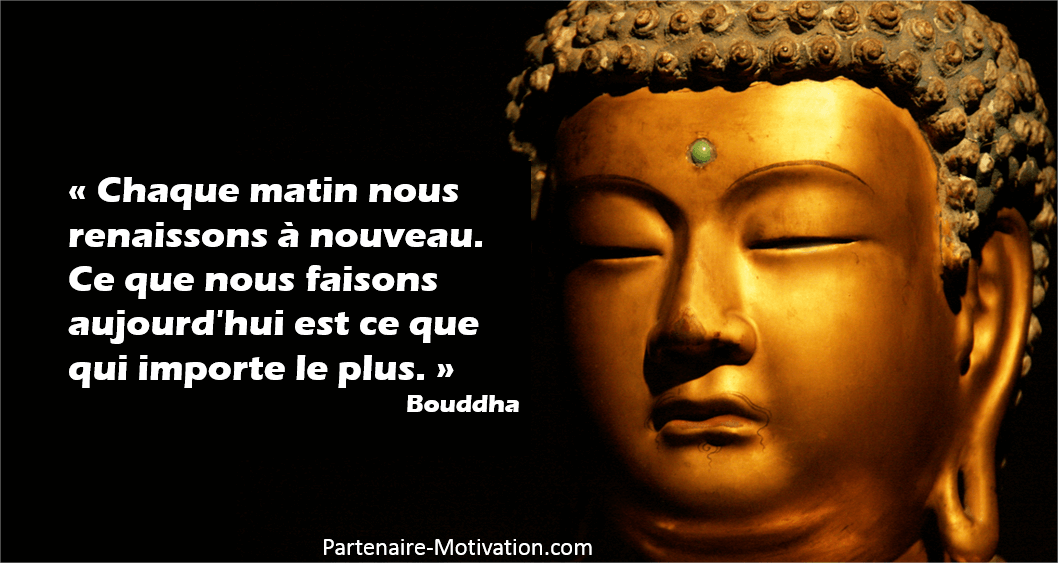 « Chaque matin nous
renaissons à nouveau.
Ce que nous faisons
aujourd'hui est ce que
qui importe le plus. »
Bouddha
Partenaire-Motivation.com